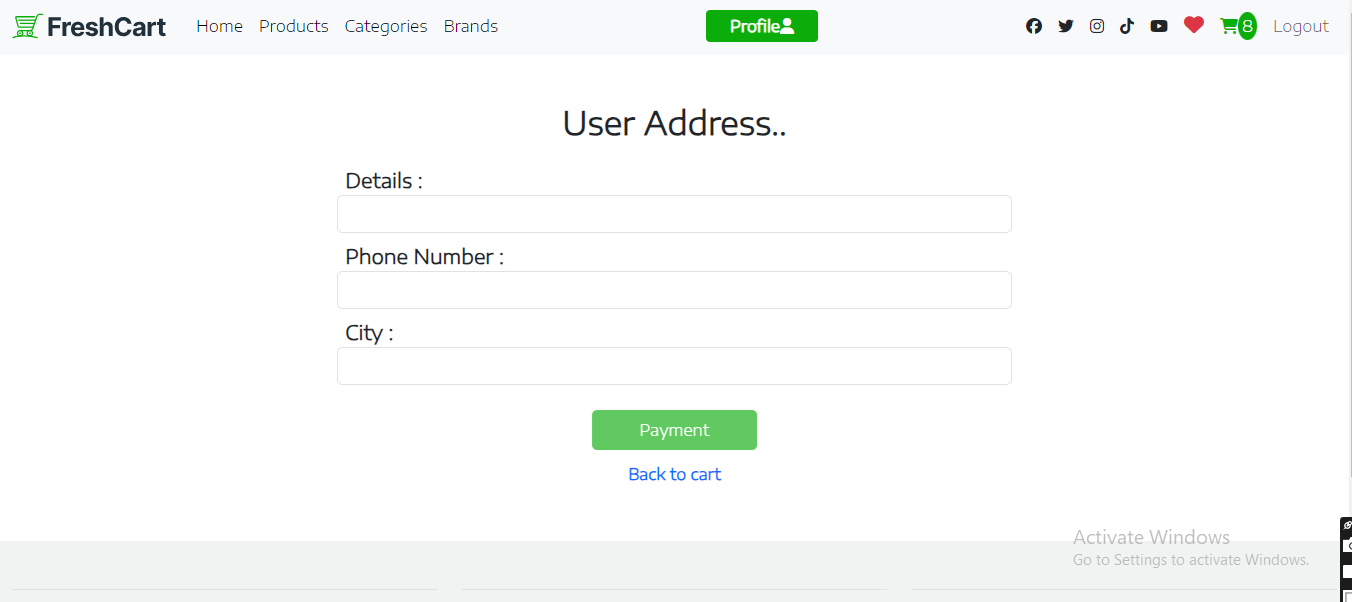 FreshCart Home Products Categories Brands Profile 8 Logout
User Address..
Details :
Phone Number :
City :
Payment
Back to cart
Activate Windows
Go to Settings to activate Windows.